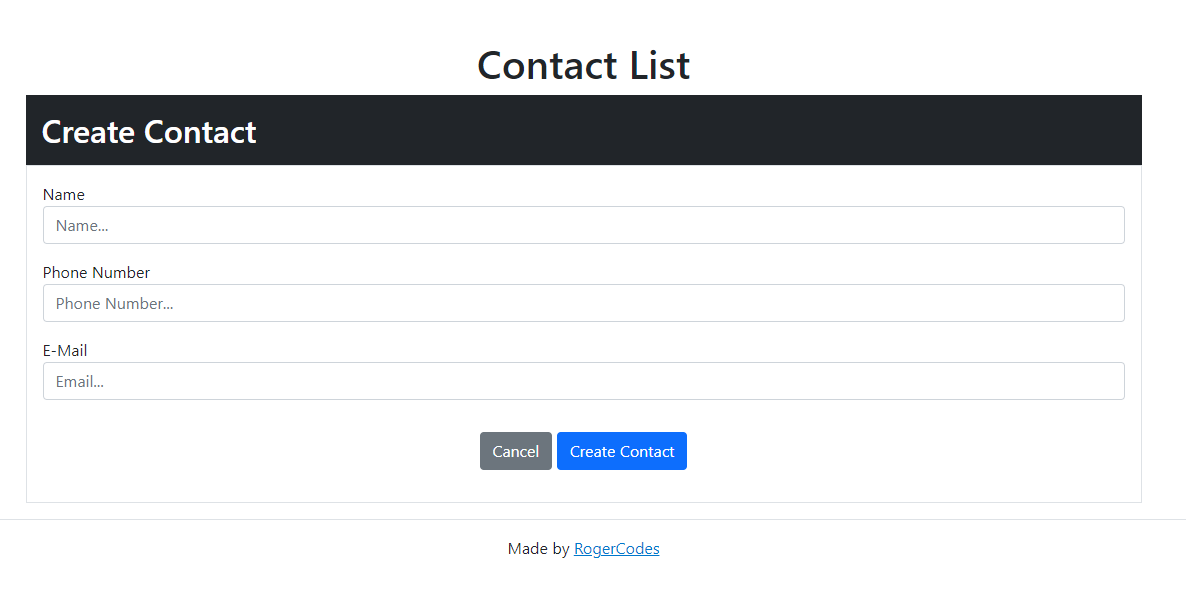 Contact List
Create Contact
Name
Name...
Phone Number
Phone Number...
E-Mail
Email...
Cancel Create Contact
Made by RogerCodes